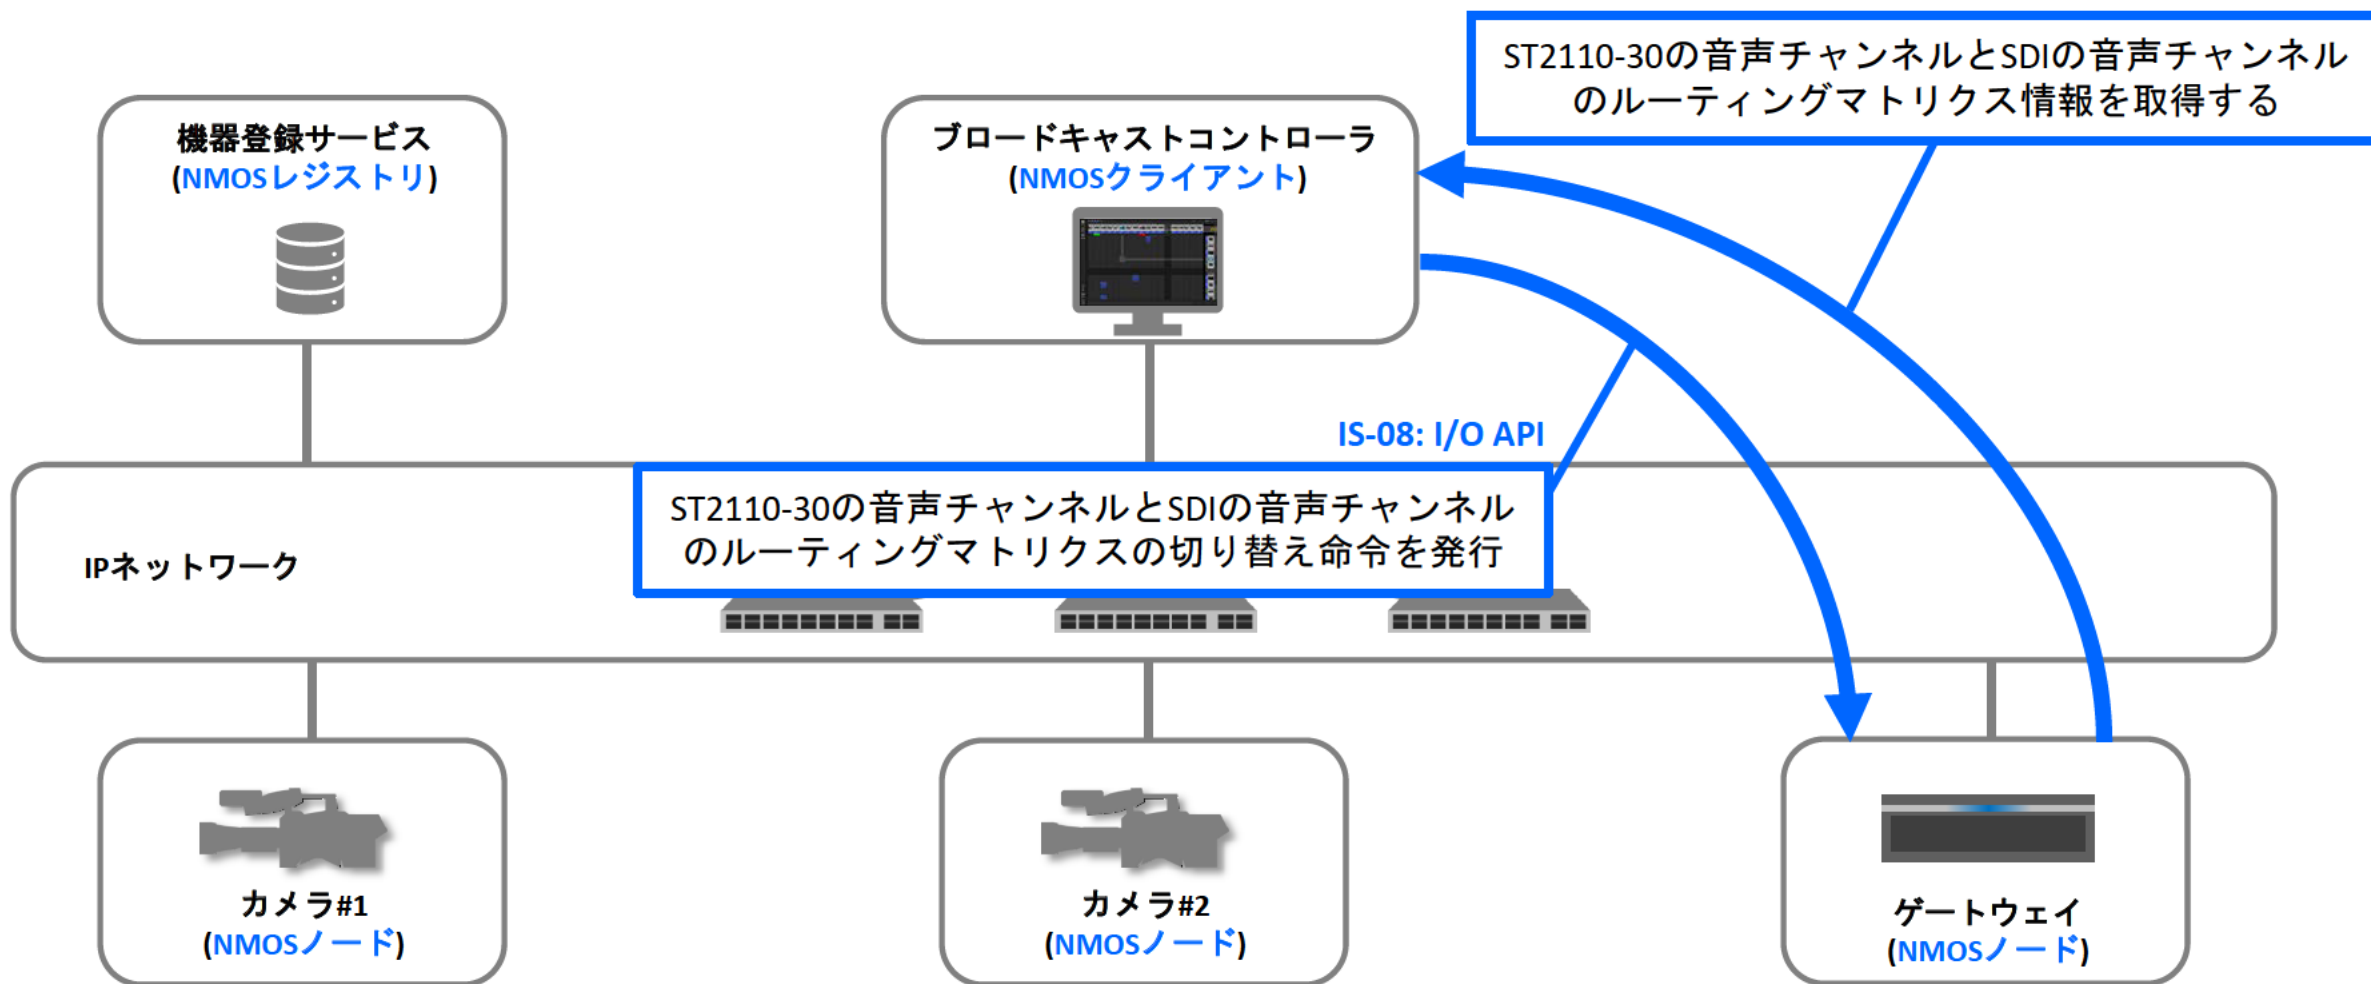 ST2110-30の音声チャンネルとSDIの音声チャンネル
のルーティングマトリクス情報を取得する
機器登録サービス
(NMOSレジストリ)
ブロードキャストコントローラ
(NMOSクライアント)
IS-08: I/O API
ST2110-30の音声チャンネルとSDIの音声チャンネル
のルーティングマトリクスの切り替え命令を発行
IPネットワーク
カメラ#1
(NMOSノード)
カメラ#2
(NMOSノード)
ゲートウェイ
(NMOSノード)